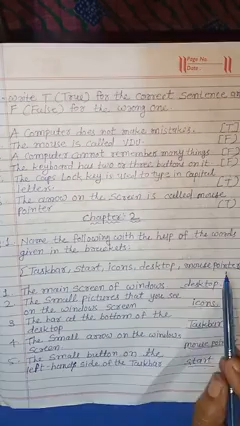 Page No
Date
Write T (True) for the correct sentence an
F (False) for the wrong one.
A Computer does not make mistakes. [T]
The mouse is called VDU. [F]
A Computer cannot remember many things [F]
The keyboard has two or three buttons on it [F]
The Caps Lock key is used to type in capital
letters. [T]
The arrow on the Screen is called mouse
pointer [T]
Chapter 2
1. Name the following with the help of the words
given in the brackets:
[Taskbar, start, icons, desktop, mouse pointer
1 The main screen of windows desktop.
2 The Small pictures that you see
on the windows screen icons.
3 The bar at the bottom of the
desktop Taskbar
4 The small arrow on the windows
Screen. mouse poin
5. The small button on the
left-hand side of the Taskbar start